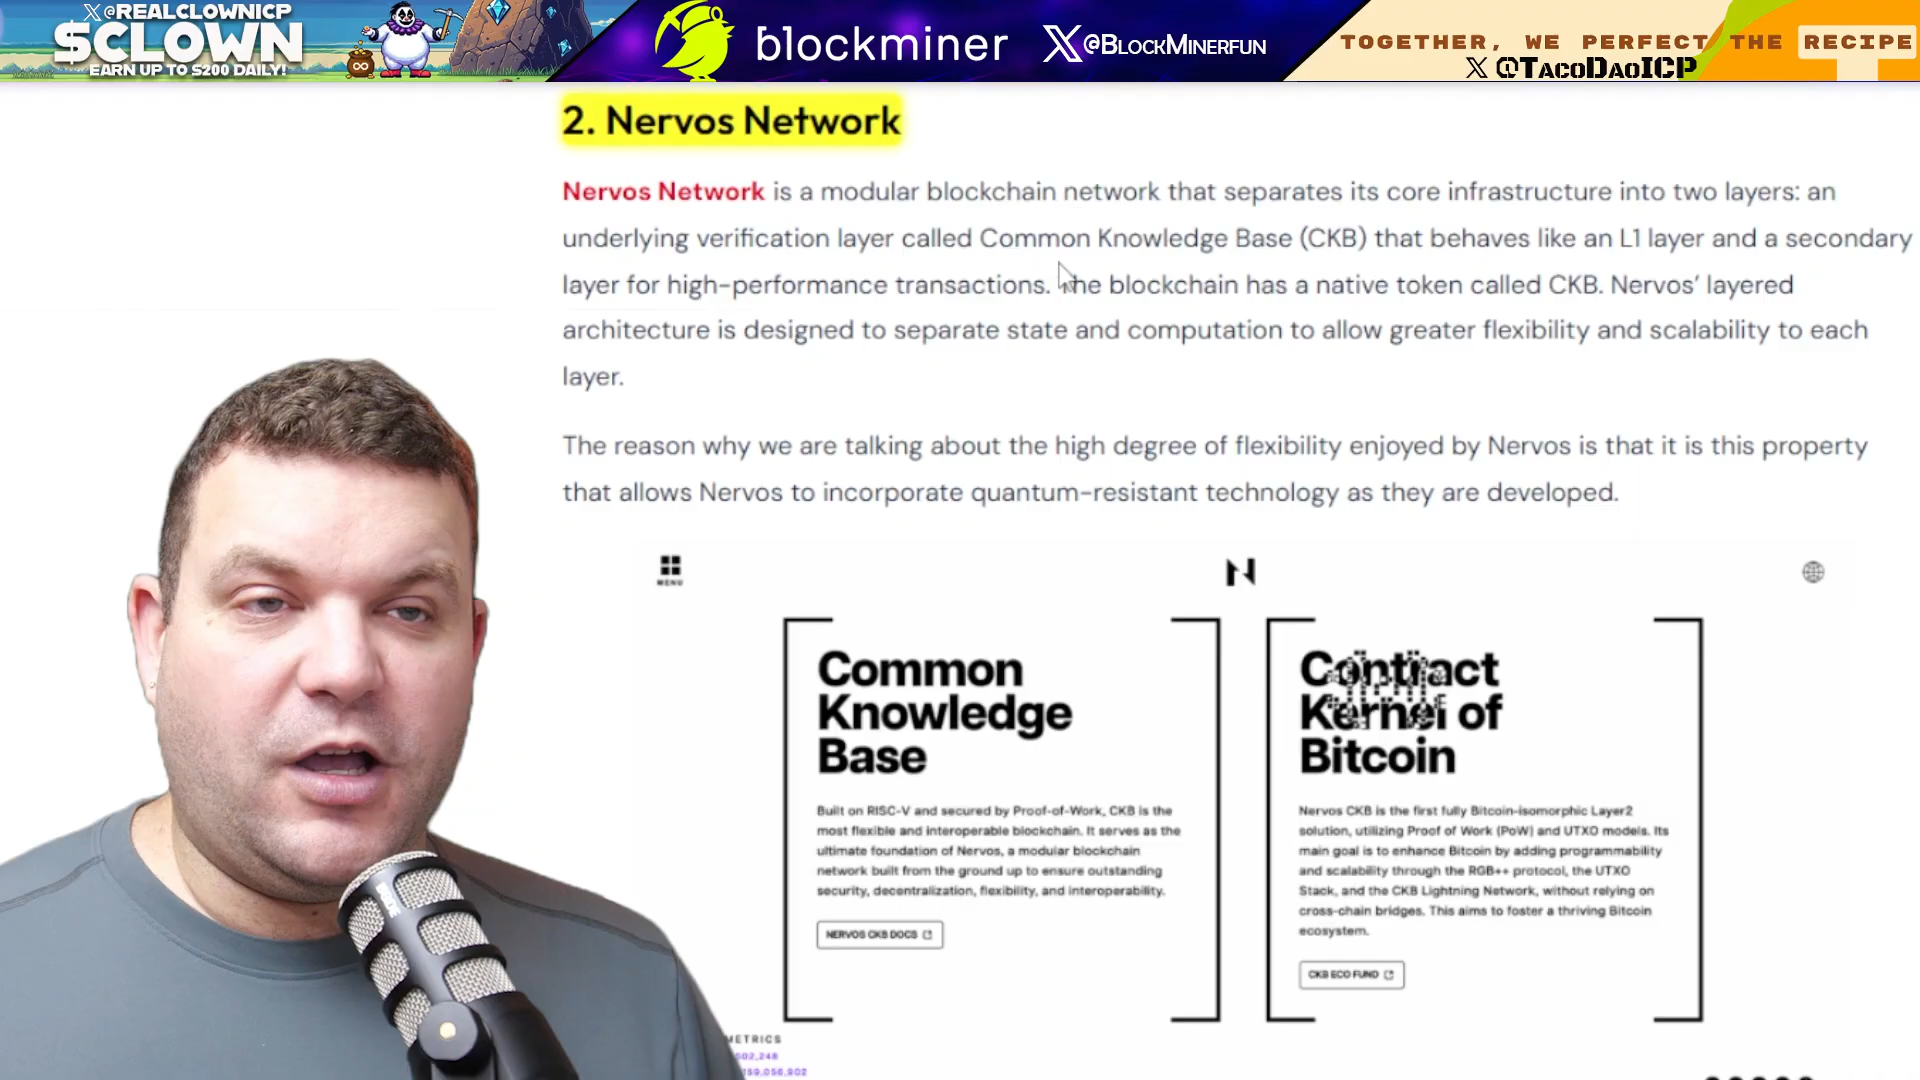 X@REALCLOWNICP
$CLOWN
EARN UP TO $200 DAILY!
blockminer
X@BLOCKMINERFUN
TOGETHER, WE PERFECT THE RECIPE
X @TACODAOICP
2. Nervos Network
Nervos Network is a modular blockchain network that separates its core infrastructure into two layers: an
underlying verification layer called Common Knowledge Base (CKB) that behaves like an L1 layer and a secondary
layer for high-performance transactions. The blockchain has a native token called CKB. Nervos’ layered
architecture is designed to separate state and computation to allow greater flexibility and scalability to each
layer.
The reason why we are talking about the high degree of flexibility enjoyed by Nervos is that it is this property
that allows Nervos to incorporate quantum-resistant technology as they are developed.
MENU
Common
Knowledge
Base
Built on RISC-V and secured by Proof-of-Work, CKB is the
most flexible and interoperable blockchain. It serves as the
ultimate foundation of Nervos, a modular blockchain
network built from the ground up to ensure outstanding
security, decentralization, flexibility, and interoperability.
NERVOS CKB DOCS
Contract
Kernel of
Bitcoin
Nervos CKB is the first fully Bitcoin-isomorphic Layer2
solution, utilizing Proof of Work (PoW) and UTXO models. Its
main goal is to enhance Bitcoin by adding programmability
and scalability through the RGB++ protocol, the UTXO
Stack, and the CKB Lightning Network, without relying on
cross-chain bridges. This aims to foster a thriving Bitcoin
ecosystem.
CKB ECO FUND
METRICS
RØDE